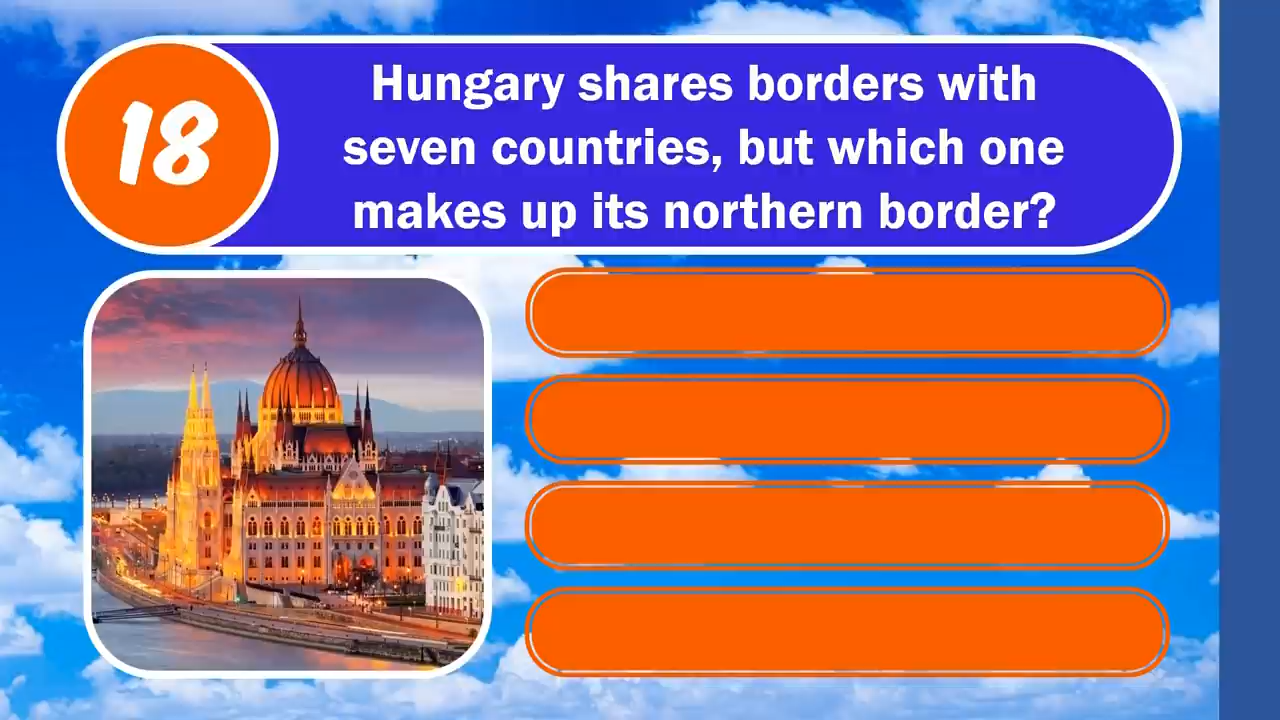 18
Hungary shares borders with
seven countries, but which one
makes up its northern border?